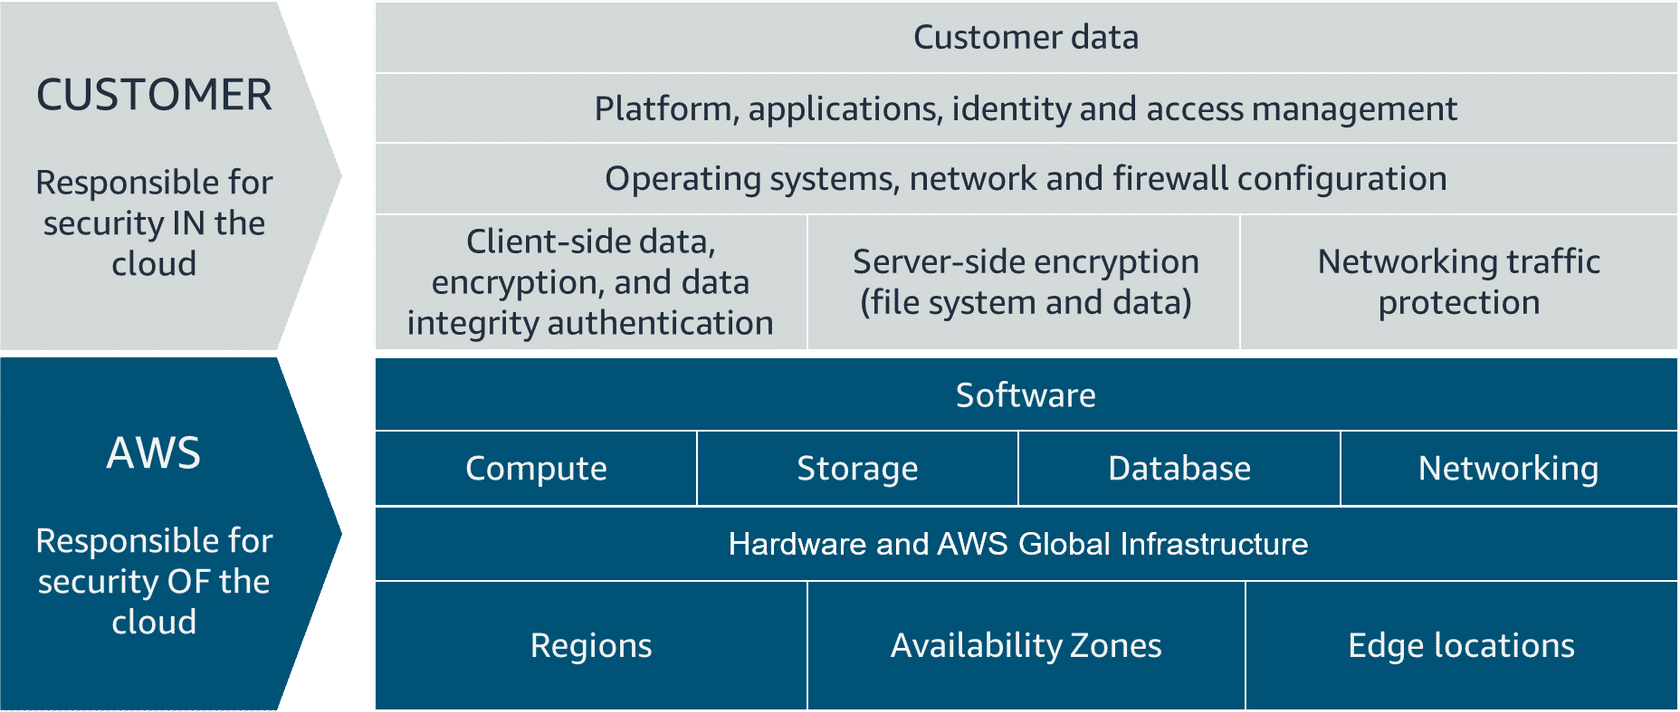 CUSTOMER
Responsible for
security IN the
cloud
Customer data
Platform, applications, identity and access management
Operating systems, network and firewall configuration
Client-side data,
encryption, and data
integrity authentication
Server-side encryption
(file system and data)
Networking traffic
protection
AWS
Responsible for
security OF the
cloud
Software
Compute
Storage
Database
Networking
Hardware and AWS Global Infrastructure
Regions
Availability Zones
Edge locations